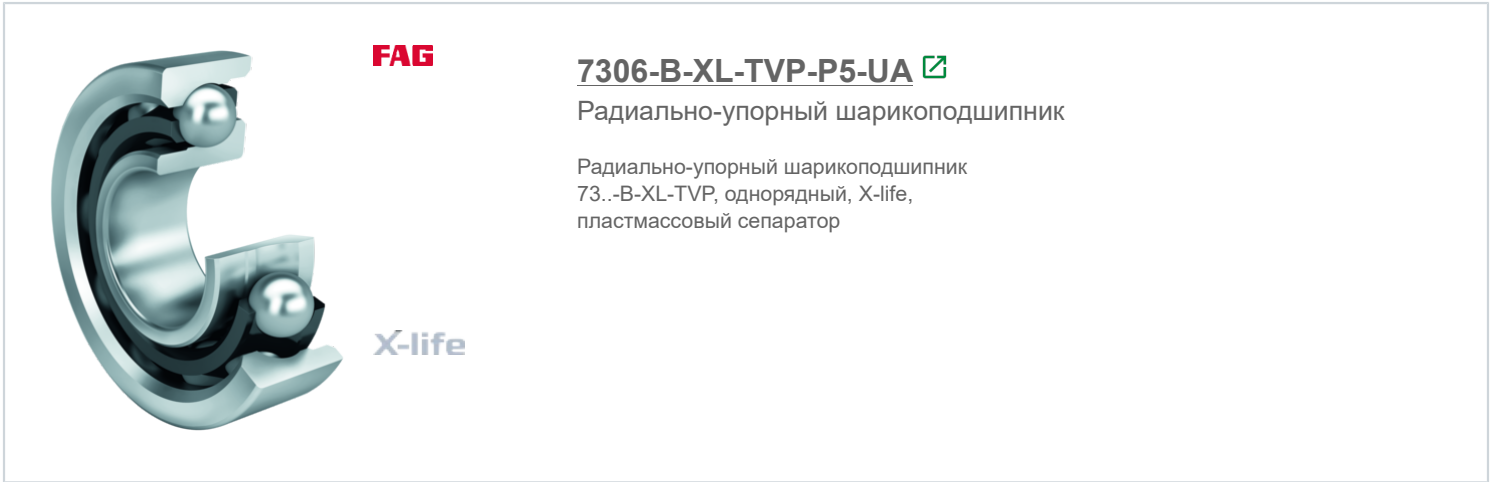 FAG
7306-B-XL-TVP-P5-UA
Радиально-упорный шарикоподшипник
Радиально-упорный шарикоподшипник
73..-B-XL-TVP, однорядный, X-life,
пластмассовый сепаратор
X-life